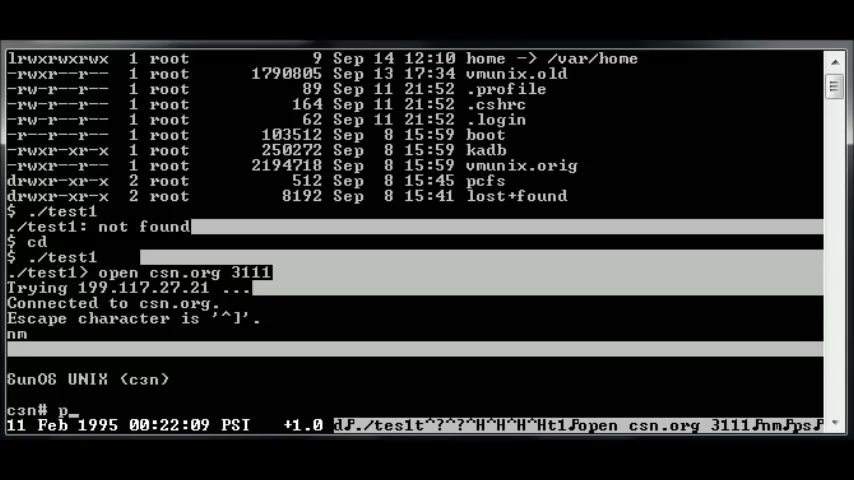 lrwxrwxrwx 1 root 9 Sep 14 12:10 home -> /var/home
-rwxr--r-- 1 root 1790805 Sep 13 17:34 vmunix.old
-rw-r--r-- 1 root 89 Sep 11 21:52 .profile
-rw-r--r-- 1 root 164 Sep 11 21:52 .cshrc
-rw-r--r-- 1 root 62 Sep 11 21:52 .login
-r--r--r-- 1 root 103512 Sep 8 15:59 boot
-rwxr-xr-x 1 root 250272 Sep 8 15:59 kadb
-rwxr--r-- 1 root 2194718 Sep 8 15:59 vmunix.orig
drwxr-xr-x 2 root 512 Sep 8 15:45 pcfs
drwxr-xr-x 2 root 8192 Sep 8 15:41 lost+found
$ ./test1
./test1: not found
$ cd
$ ./test1
./test1> open csn.org 3111
Trying 199.117.27.21 ...
Connected to csn.org.
Escape character is '^]'.
nm
SunOS UNIX (c3n)
c3n# p_
11 Feb 1995 00:22:09 PST +1.0 d♪./tes1t^?^?^H^H^H^Ht1♪open csn.org 3111♪nm♪ps♪